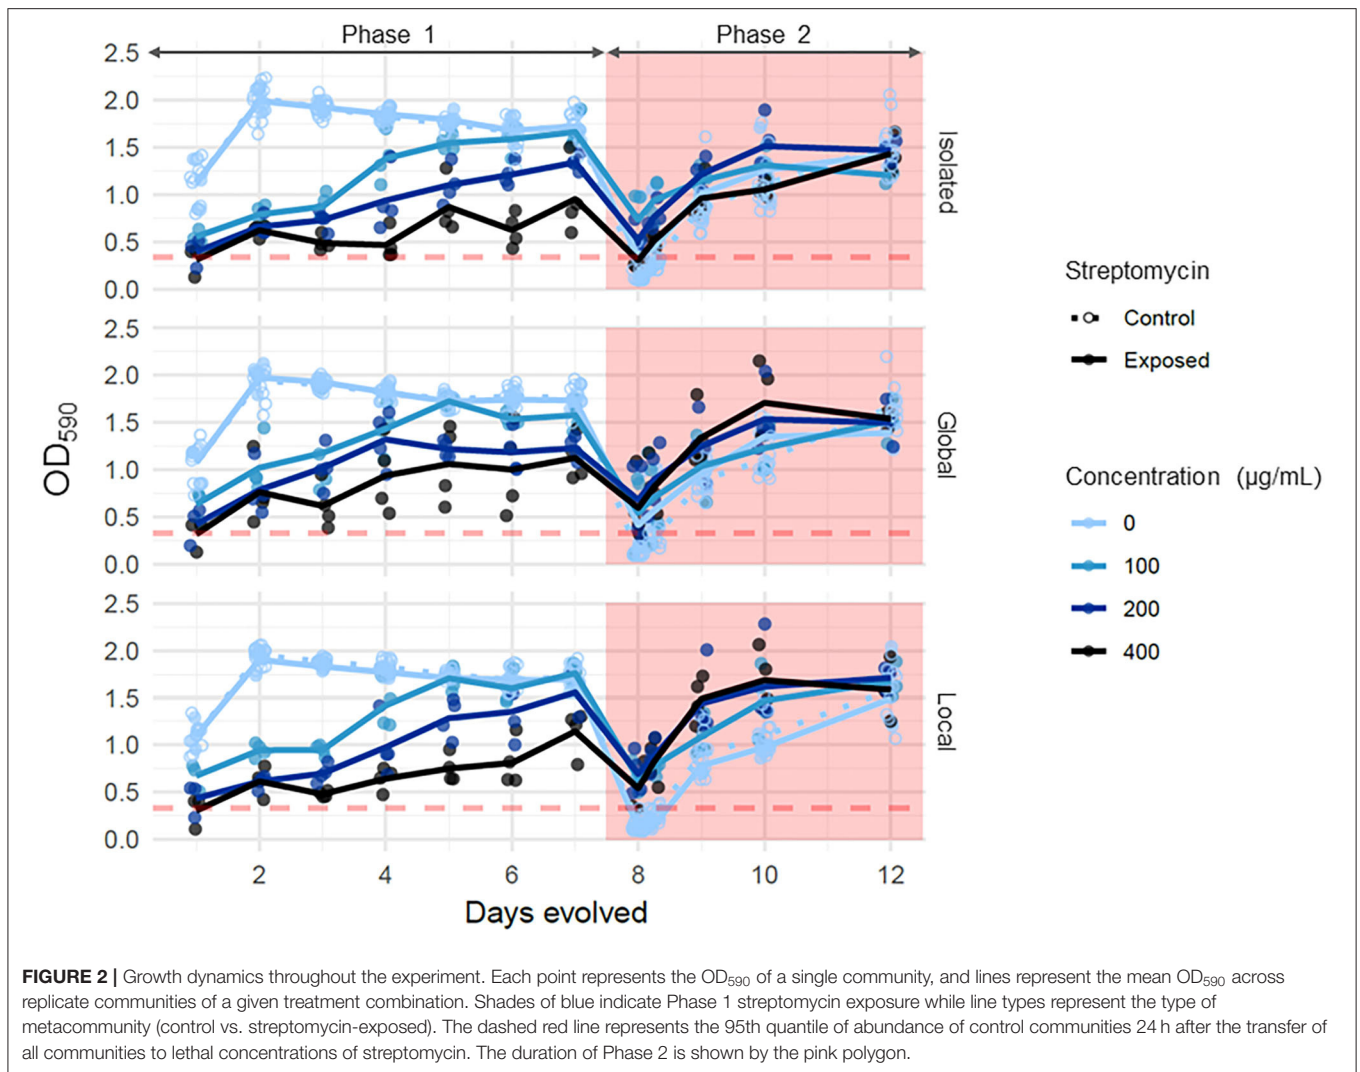 Phase 1
Phase 2
2.5
2.0
1.5
1.0
0.5
0.0
Isolated
2.5
2.0
1.5
1.0
0.5
0.0
Global
2.5
2.0
1.5
1.0
0.5
0.0
Local
OD590
2 4 6 8 10 12
Days evolved
Streptomycin
Control
Exposed
Concentration (µg/mL)
0
100
200
400
FIGURE 2 | Growth dynamics throughout the experiment. Each point represents the OD590 of a single community, and lines represent the mean OD590 across
replicate communities of a given treatment combination. Shades of blue indicate Phase 1 streptomycin exposure while line types represent the type of
metacommunity (control vs. streptomycin-exposed). The dashed red line represents the 95th quantile of abundance of control communities 24 h after the transfer of
all communities to lethal concentrations of streptomycin. The duration of Phase 2 is shown by the pink polygon.